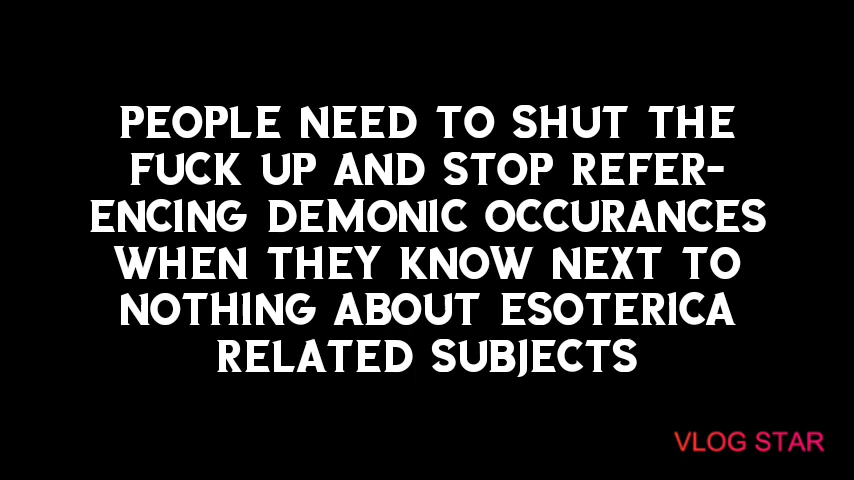 PEOPLE NEED TO SHUT THE
FUCK UP AND STOP REFER-
ENCING DEMONIC OCCURANCES
WHEN THEY KNOW NEXT TO
NOTHING ABOUT ESOTERICA
RELATED SUBJECTS
VLOG STAR